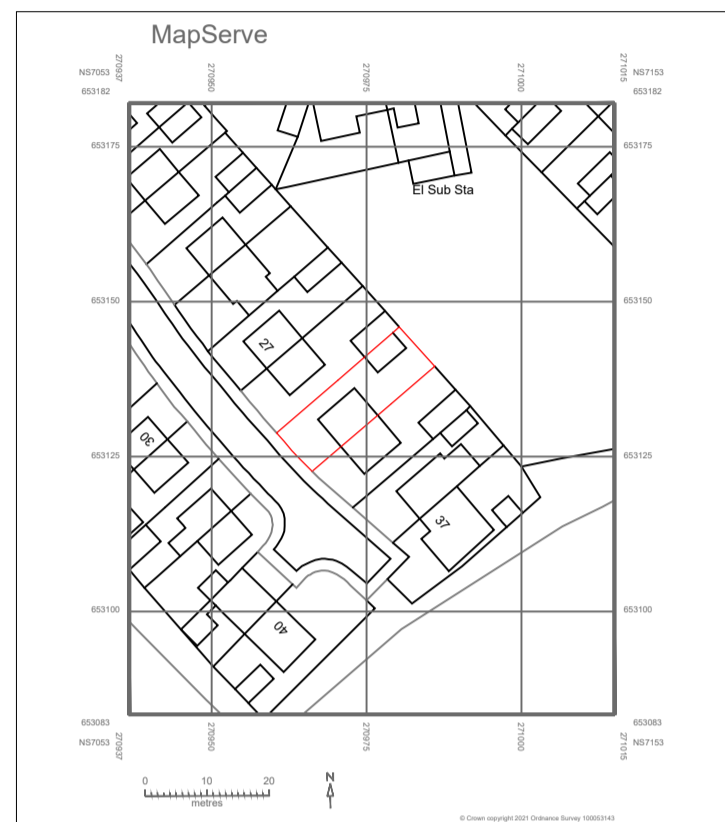 MapServe
270937
270950
270975
271000
271015
NS7053
653182
NS7153
653182
653175
653175
El Sub Sta
653150
653150
27
30
653125
653125
37
653100
653100
40
653083
NS7053
653083
NS7153
270937
270950
270975
271000
271015
0 10 20
metres
N
© Crown copyright 2021 Ordnance Survey 100053143